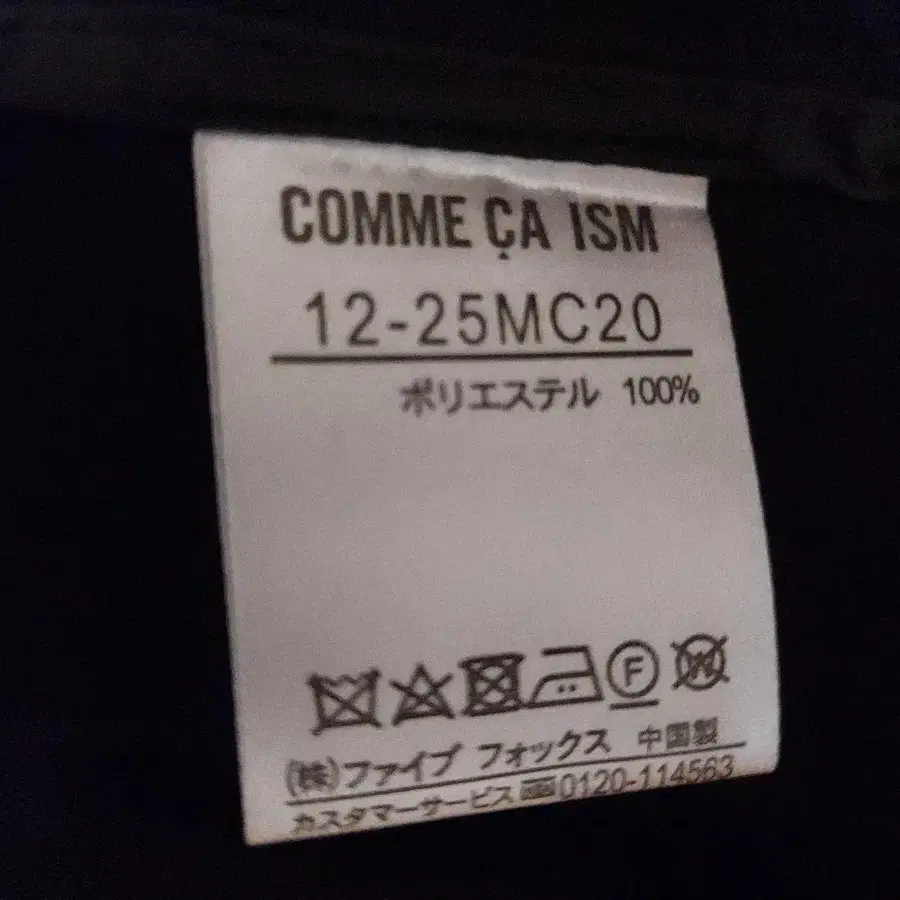 COMME ÇA ISM
12-25MC20
ポリエステル 100%
F W
(株)ファイブ フォックス 中国製
カスタマーサービス 0120-114563